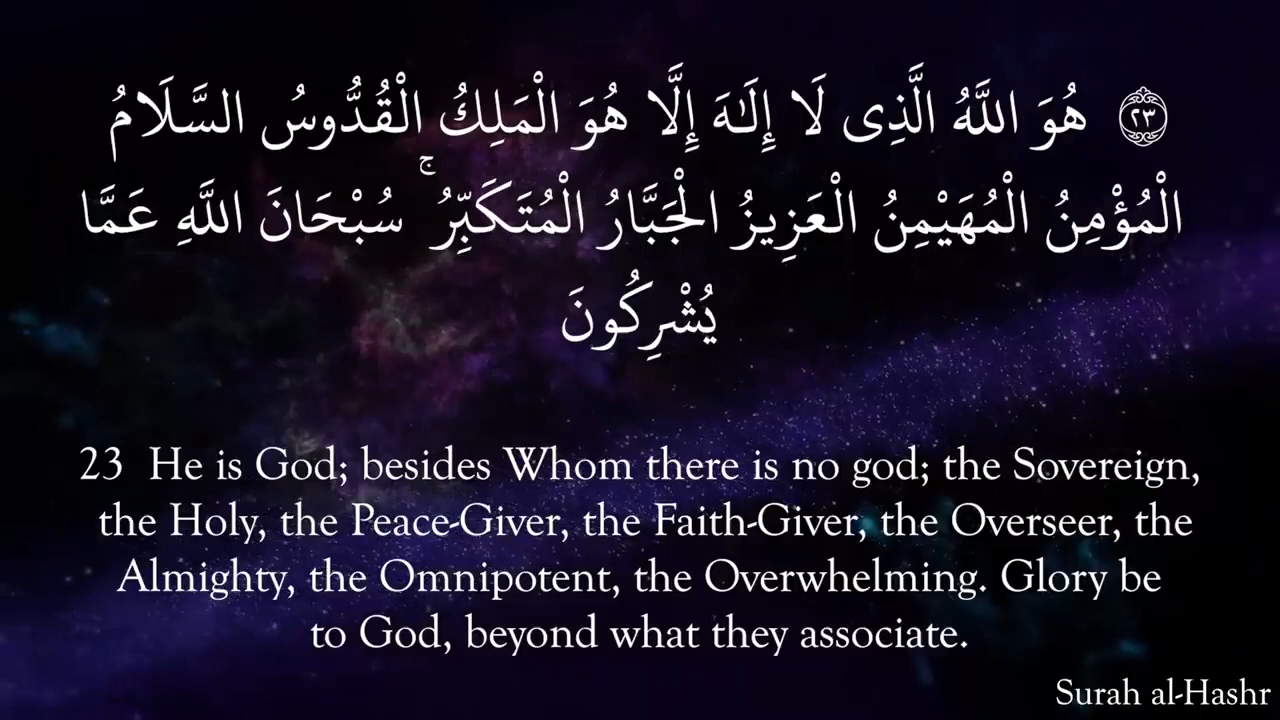 ۝٢٣ هُوَ اللَّهُ الَّذِى لَا إِلَٰهَ إِلَّا هُوَ الْمَلِكُ الْقُدُّوسُ السَّلَامُ
الْمُؤْمِنُ الْمُهَيْمِنُ الْعَزِيزُ الْجَبَّارُ الْمُتَكَبِّرُ ۚ سُبْحَانَ اللَّهِ عَمَّا
يُشْرِكُونَ
23 He is God; besides Whom there is no god; the Sovereign,
the Holy, the Peace-Giver, the Faith-Giver, the Overseer, the
Almighty, the Omnipotent, the Overwhelming. Glory be
to God, beyond what they associate.
Surah al-Hashr